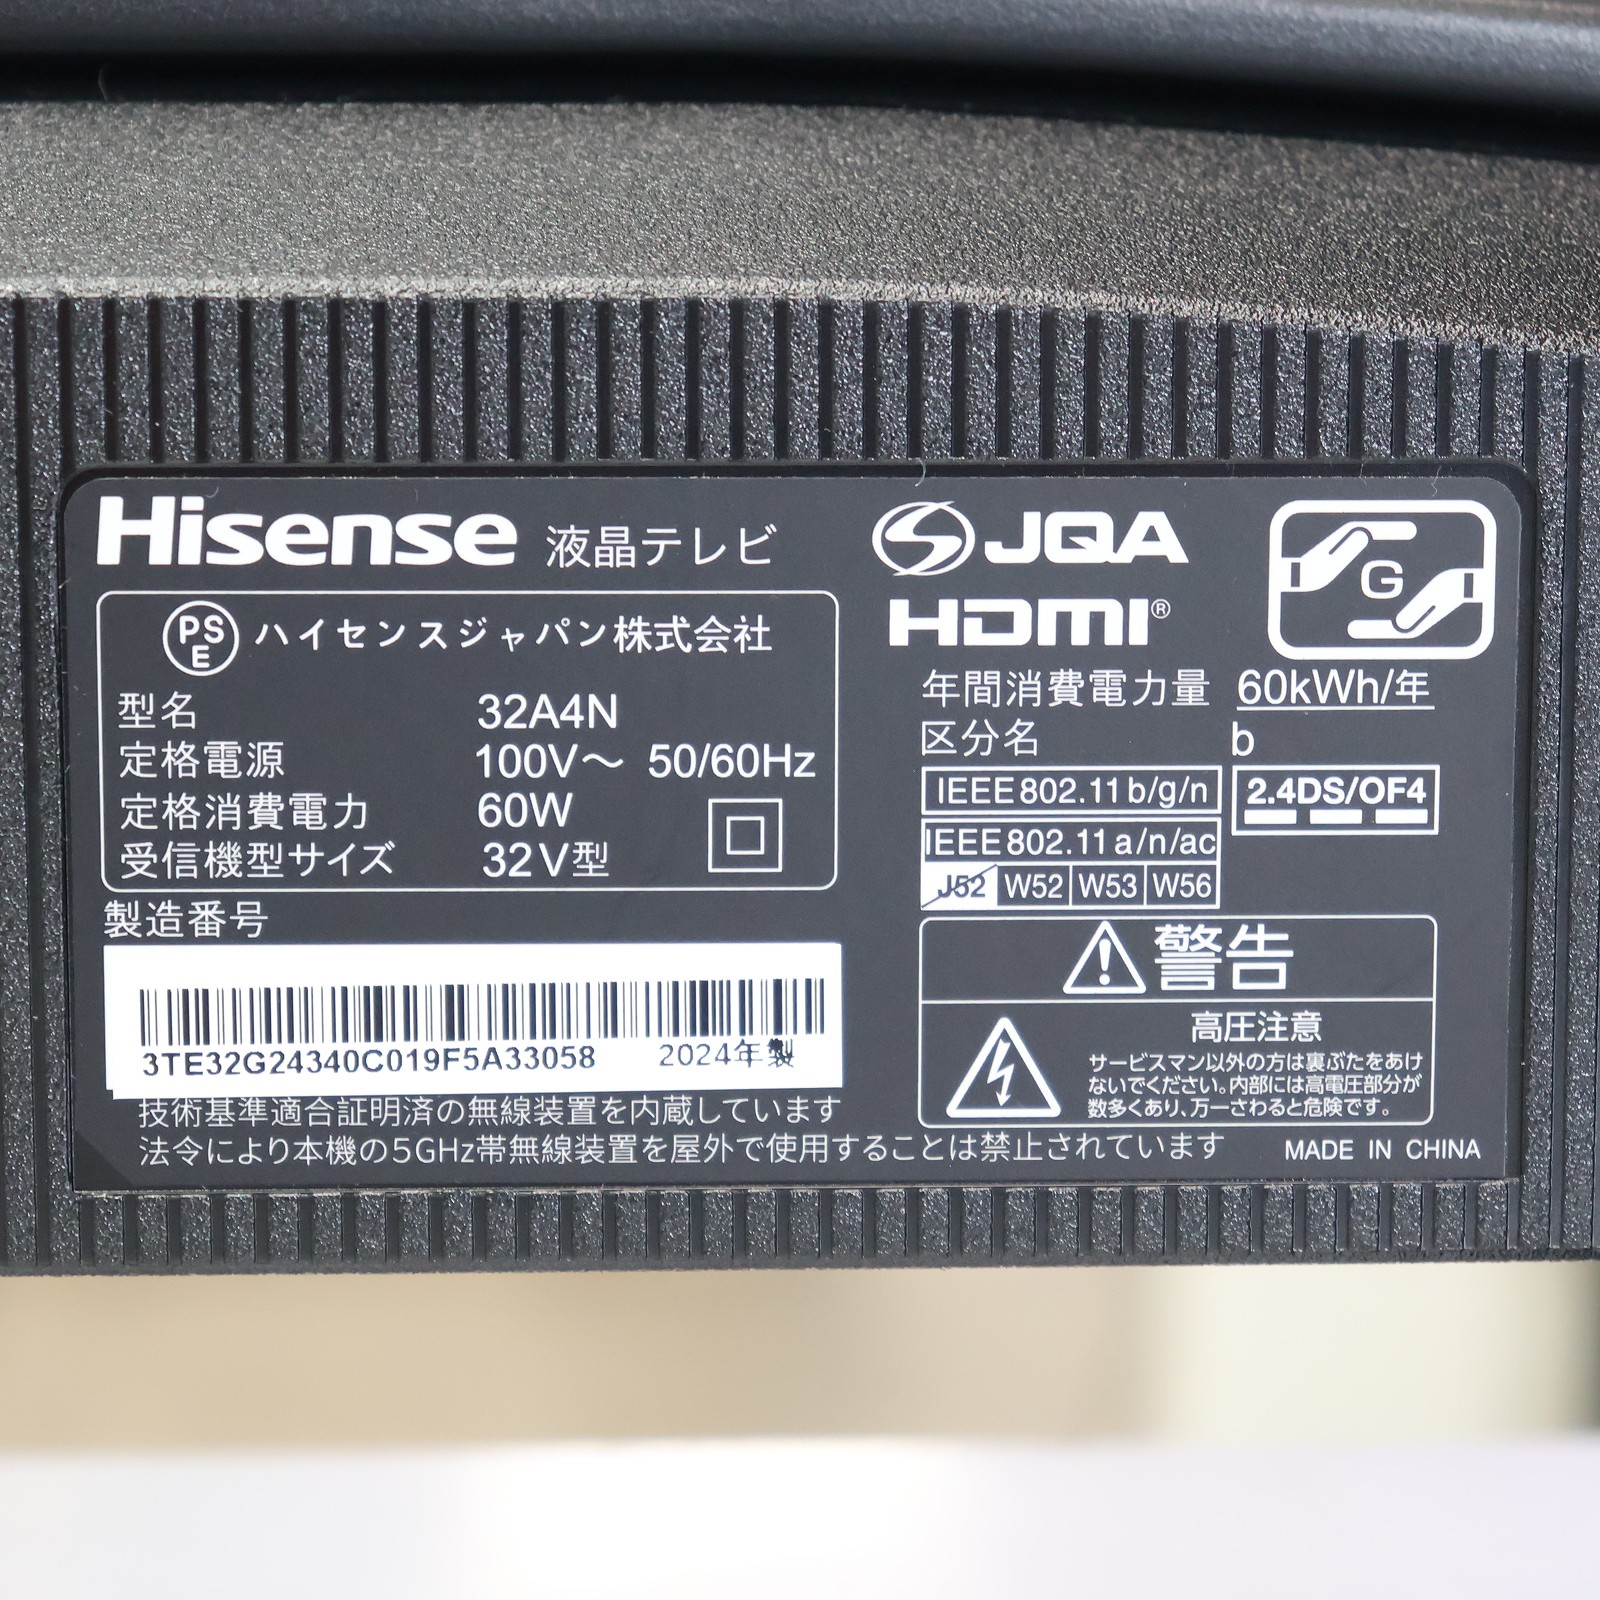 Hisense 液晶テレビ
PSE ハイセンスジャパン株式会社
型名 32A4N
定格電源 100V～ 50/60Hz
定格消費電力 60W
受信機型サイズ 32V型
製造番号
3TE32G24340C019F5A33058 2024年製
技術基準適合証明済の無線装置を内蔵しています
法令により本機の5GHz帯無線装置を屋外で使用することは禁止されています
JQA
HDMI®
G
年間消費電力量 60kWh/年
区分名 b
IEEE802.11b/g/n
2.4DS/OF4
IEEE802.11a/n/ac
J52 W52 W53 W56
警告
高圧注意
サービスマン以外の方は裏ぶたをあけ
ないでください。内部には高電圧部分が
数多くあり、万一さわると危険です。
MADE IN CHINA